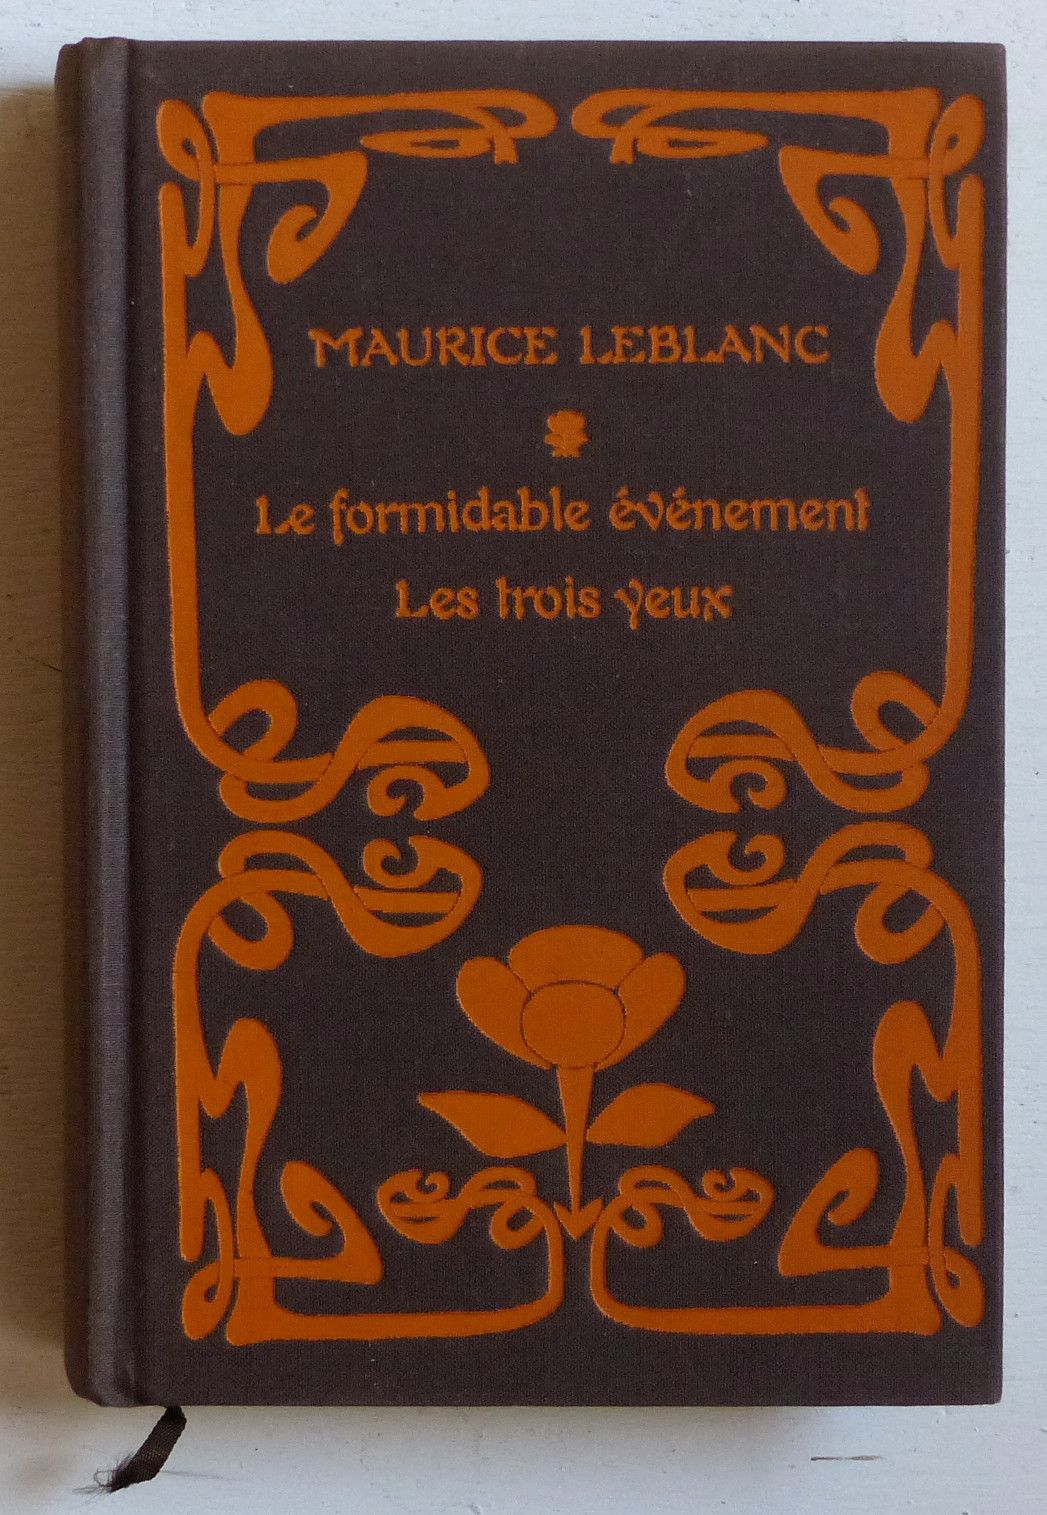 MAURICE LEBLANC
Le formidable événement
Les trois yeux